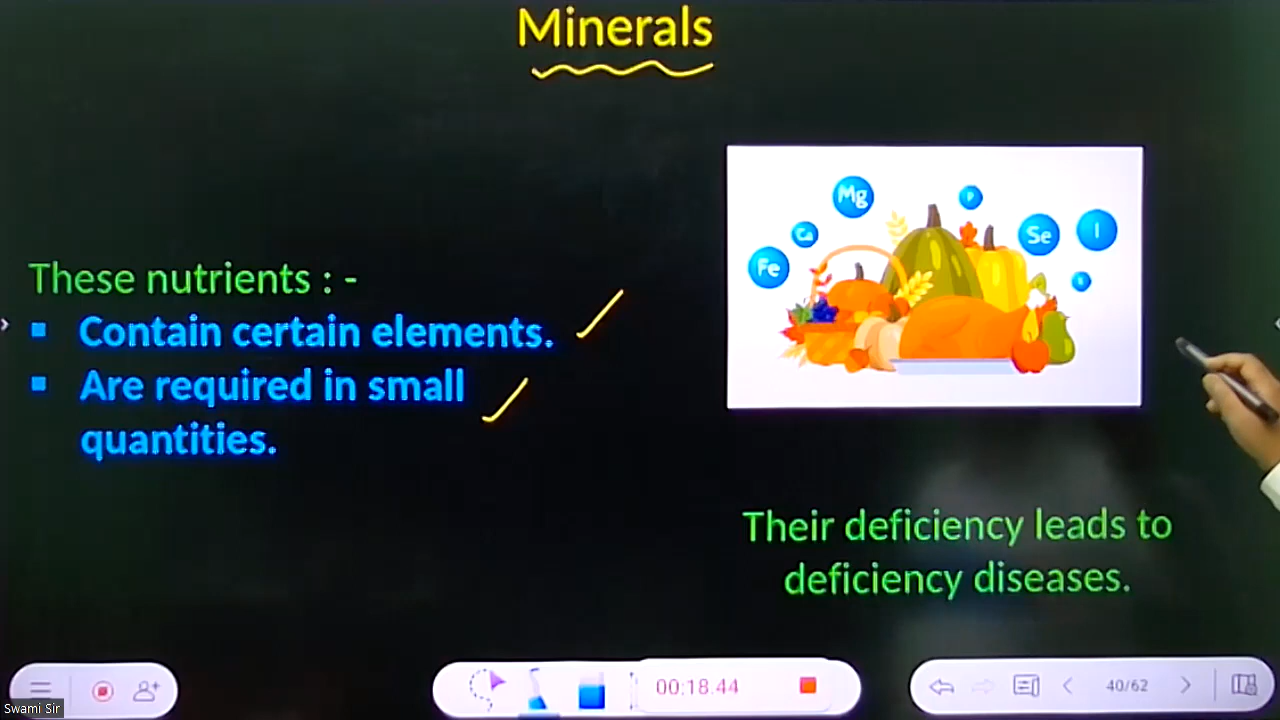 Minerals
Mg
P
Ca
Se
I
Fe
These nutrients : -
Contain certain elements.
Are required in small
quantities.
Their deficiency leads to
deficiency diseases.
00:18.44
40/62
Swami Sir